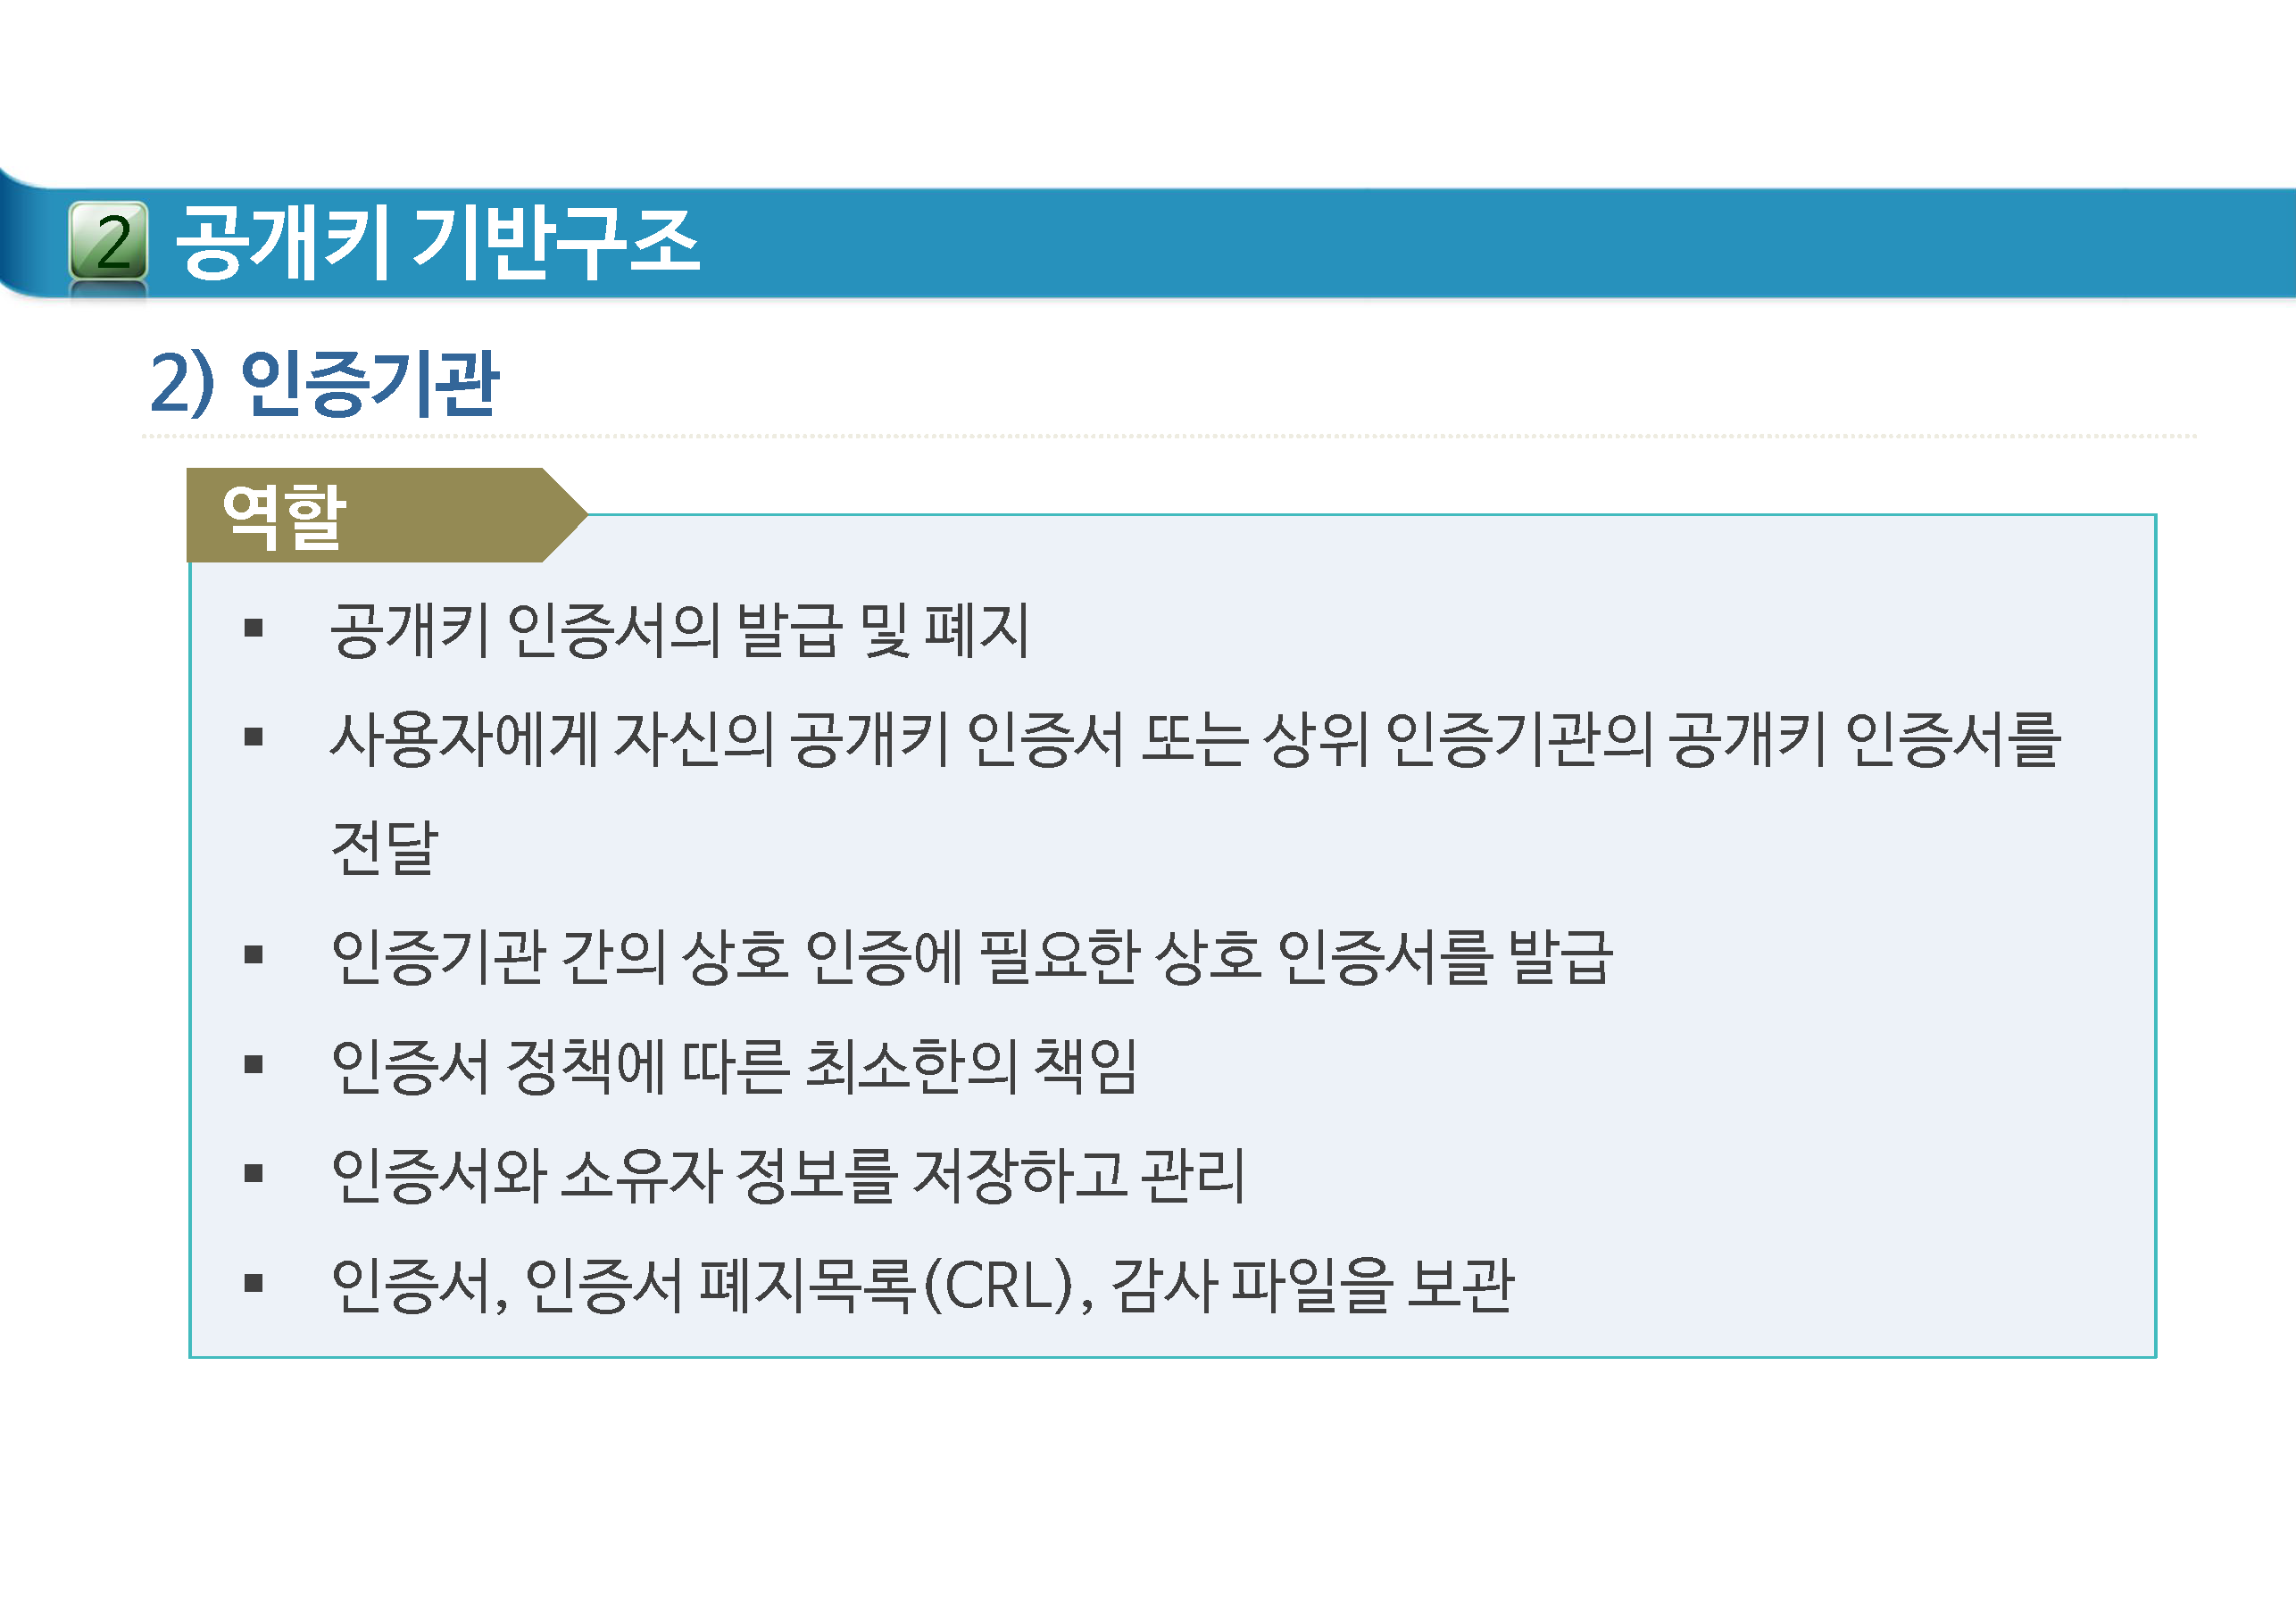 2 공개키 기반구조
2) 인증기관
역할
▪ 공개키 인증서의 발급 및 폐지
▪ 사용자에게 자신의 공개키 인증서 또는 상위 인증기관의 공개키 인증서를
전달
▪ 인증기관 간의 상호 인증에 필요한 상호 인증서를 발급
▪ 인증서 정책에 따른 최소한의 책임
▪ 인증서와 소유자 정보를 저장하고 관리
▪ 인증서, 인증서 폐지목록(CRL), 감사 파일을 보관